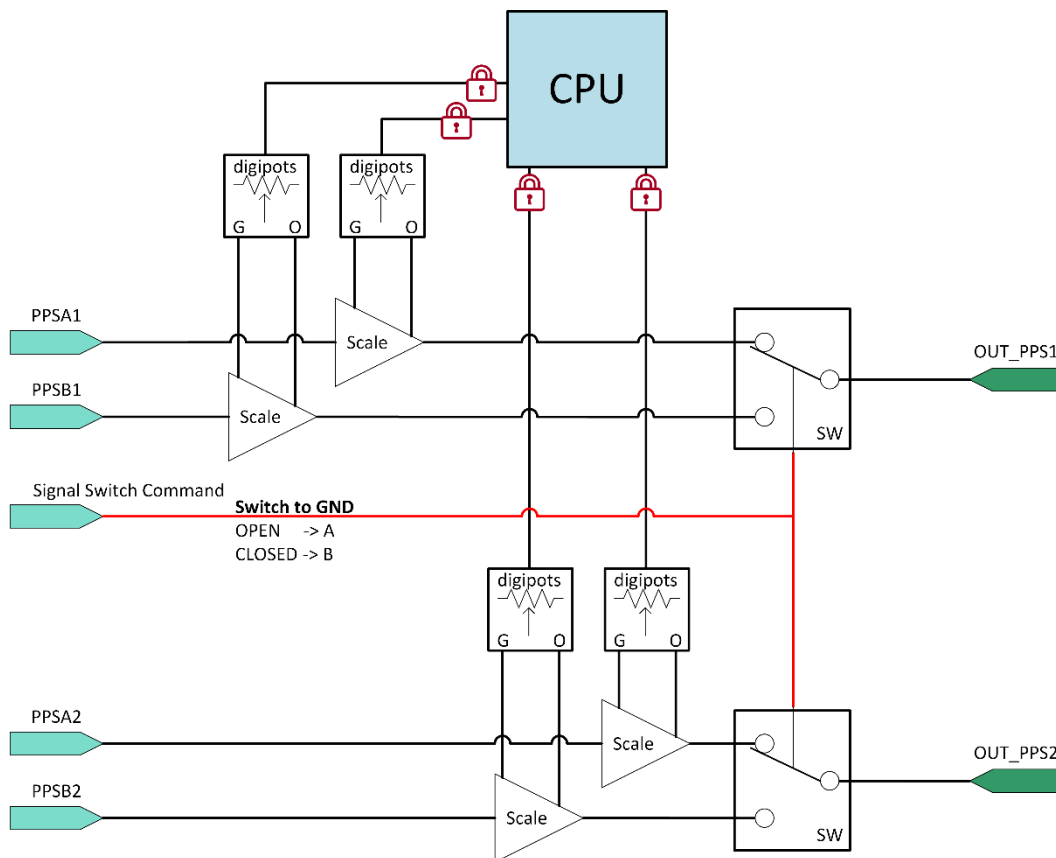 CPU
digipots
digipots
G O
G O
PPSA1
Scale
OUT_PPS1
PPSB1
Scale
SW
Signal Switch Command
Switch to GND
OPEN -> A
CLOSED -> B
digipots
digipots
G O
G O
PPSA2
Scale
OUT_PPS2
PPSB2
Scale
SW